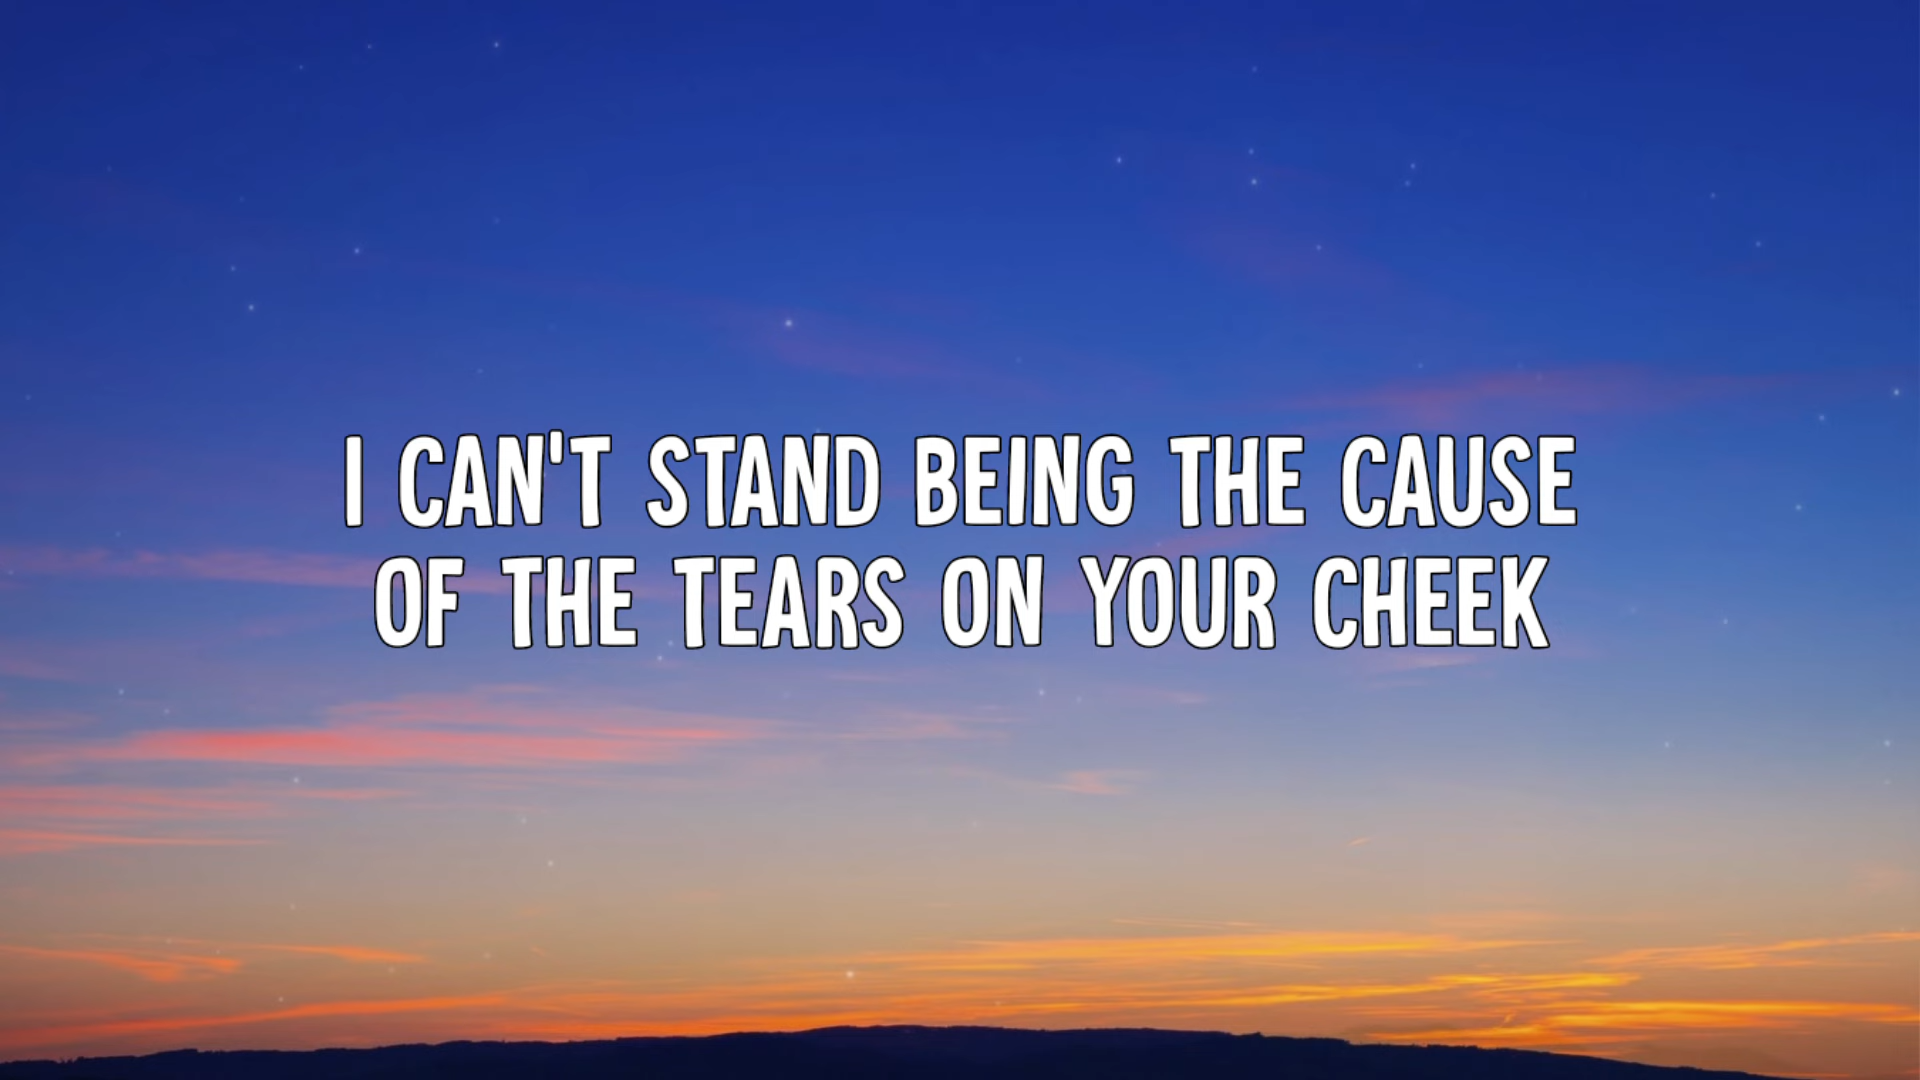 I CAN'T STAND BEING THE CAUSE
OF THE TEARS ON YOUR CHEEK